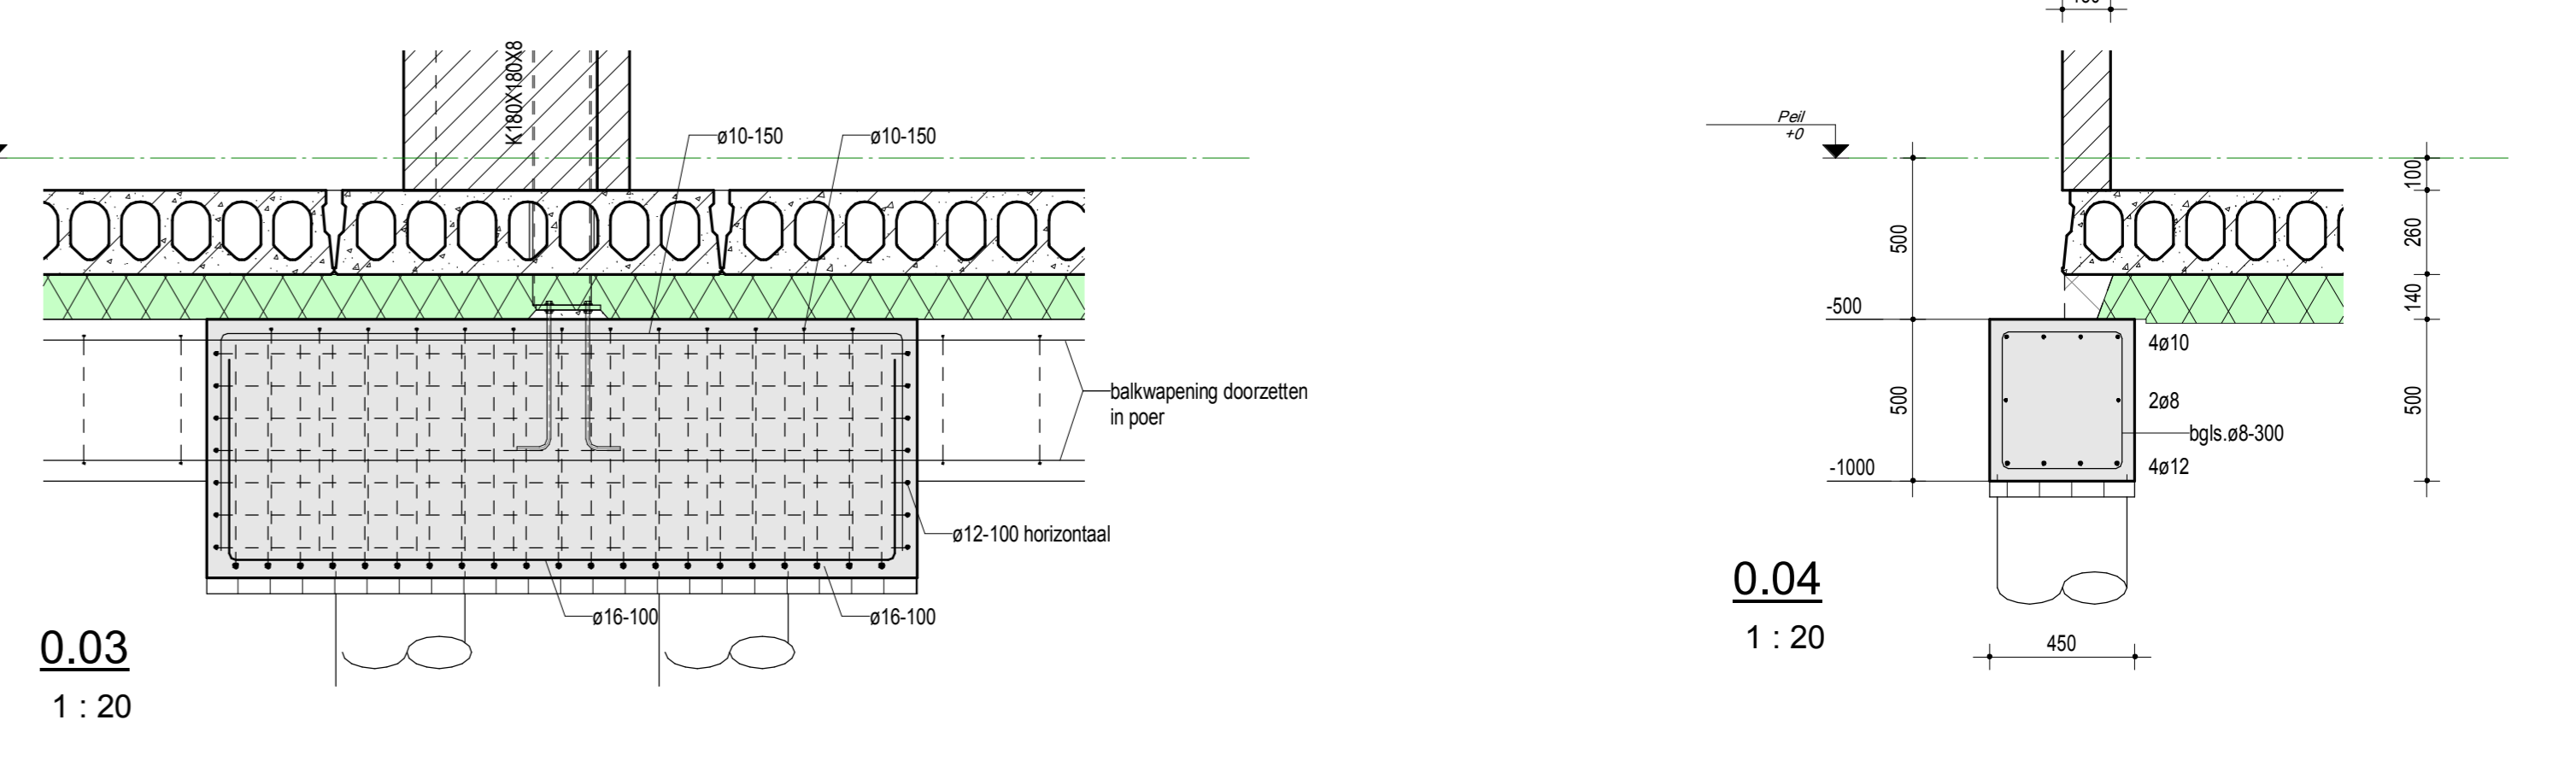 K180X180X8
ø10-150
ø10-150
balkwapening doorzetten
in poer
ø12-100 horizontaal
ø16-100
ø16-100
0.03
1 : 20
Peil
+0
500
-500
500
-1000
100
260
140
500
4ø10
2ø8
bgls.ø8-300
4ø12
450
0.04
1 : 20